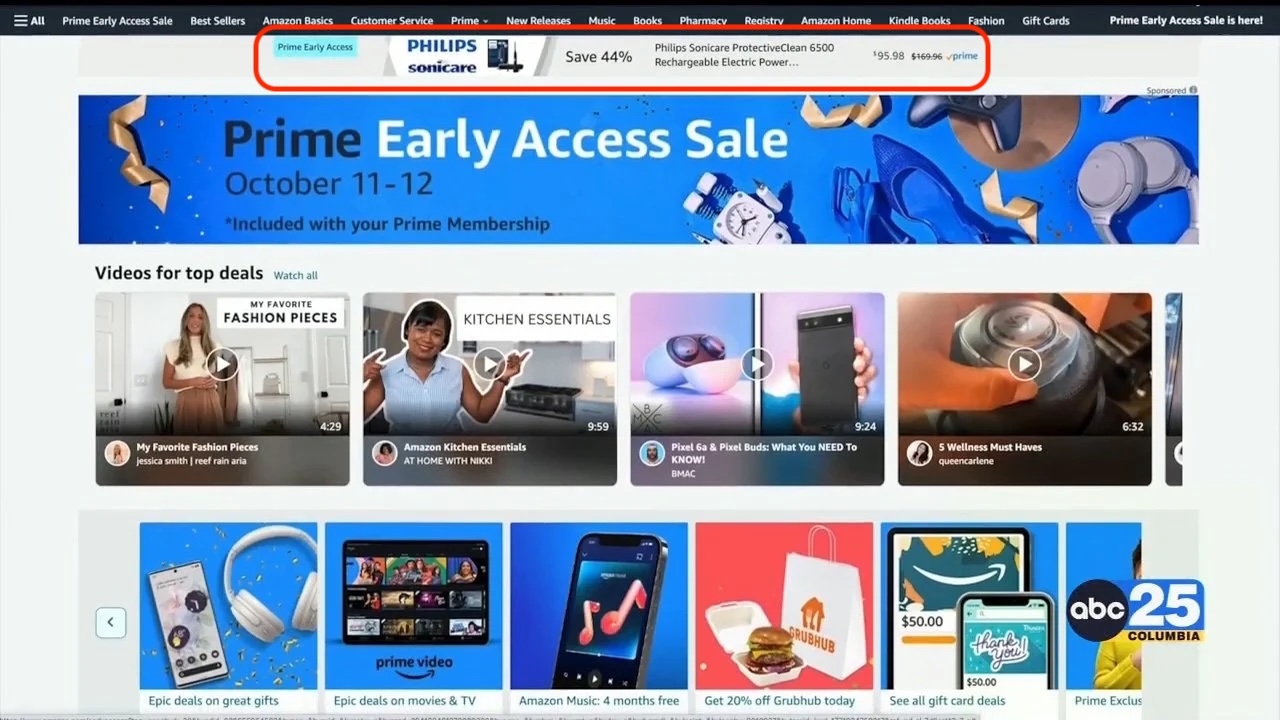 All
Prime Early Access Sale
Best Sellers
Amazon Basics
Customer Service
Prime
New Releases
Music
Books
Pharmacy
Registry
Amazon Home
Kindle Books
Fashion
Gift Cards
Prime Early Access Sale is here!
Prime Early Access
PHILIPS
sonicare
Save 44%
Philips Sonicare ProtectiveClean 6500
Rechargeable Electric Power…
$95.98 $169.96 prime
Sponsored
Prime Early Access Sale
October 11-12
*Included with your Prime Membership
Videos for top deals Watch all
MY FAVORITE
FASHION PIECES
4:29
My Favorite Fashion Pieces
jessica smith | reef rain aria
KITCHEN ESSENTIALS
9:59
Amazon Kitchen Essentials
AT HOME WITH NIKKI
9:24
Pixel 6a & Pixel Buds: What You NEED To
KNOW!
BMAC
6:32
5 Wellness Must Haves
queencarlene
prime video
Epic deals on great gifts
Epic deals on movies & TV
Amazon Music: 4 months free
GRUBHUB
Get 20% off Grubhub today
$50.00
thank
you!
$50.00
See all gift card deals
Prime Exclus
abc 25
COLUMBIA